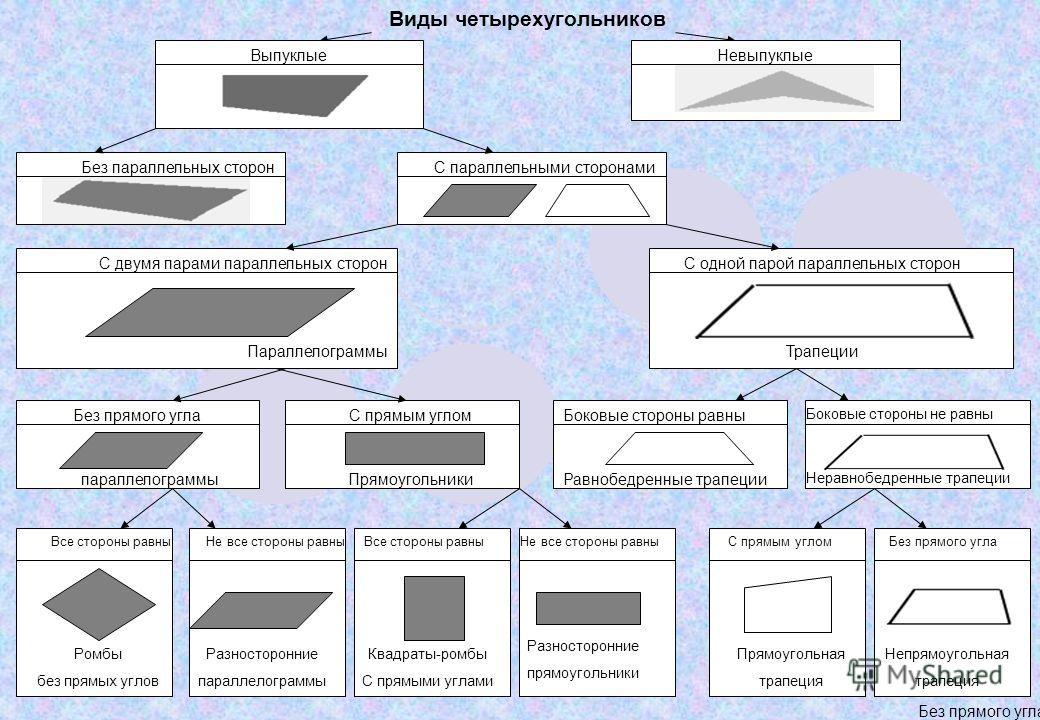 Виды четырехугольников
Выпуклые
Невыпуклые
Без параллельных сторон
С параллельными сторонами
С двумя парами параллельных сторон
Параллелограммы
С одной парой параллельных сторон
Трапеции
Без прямого угла
параллелограммы
С прямым углом
Прямоугольники
Боковые стороны равны
Равнобедренные трапеции
Боковые стороны не равны
Неравнобедренные трапеции
Все стороны равны
Ромбы
без прямых углов
Не все стороны равны
Разносторонние
параллелограммы
Все стороны равны
Квадраты-ромбы
С прямыми углами
Не все стороны равны
Разносторонние
прямоугольники
С прямым углом
Прямоугольная
трапеция
Без прямого угла
Непрямоугольная
трапеция
MyShared
Без прямого угла